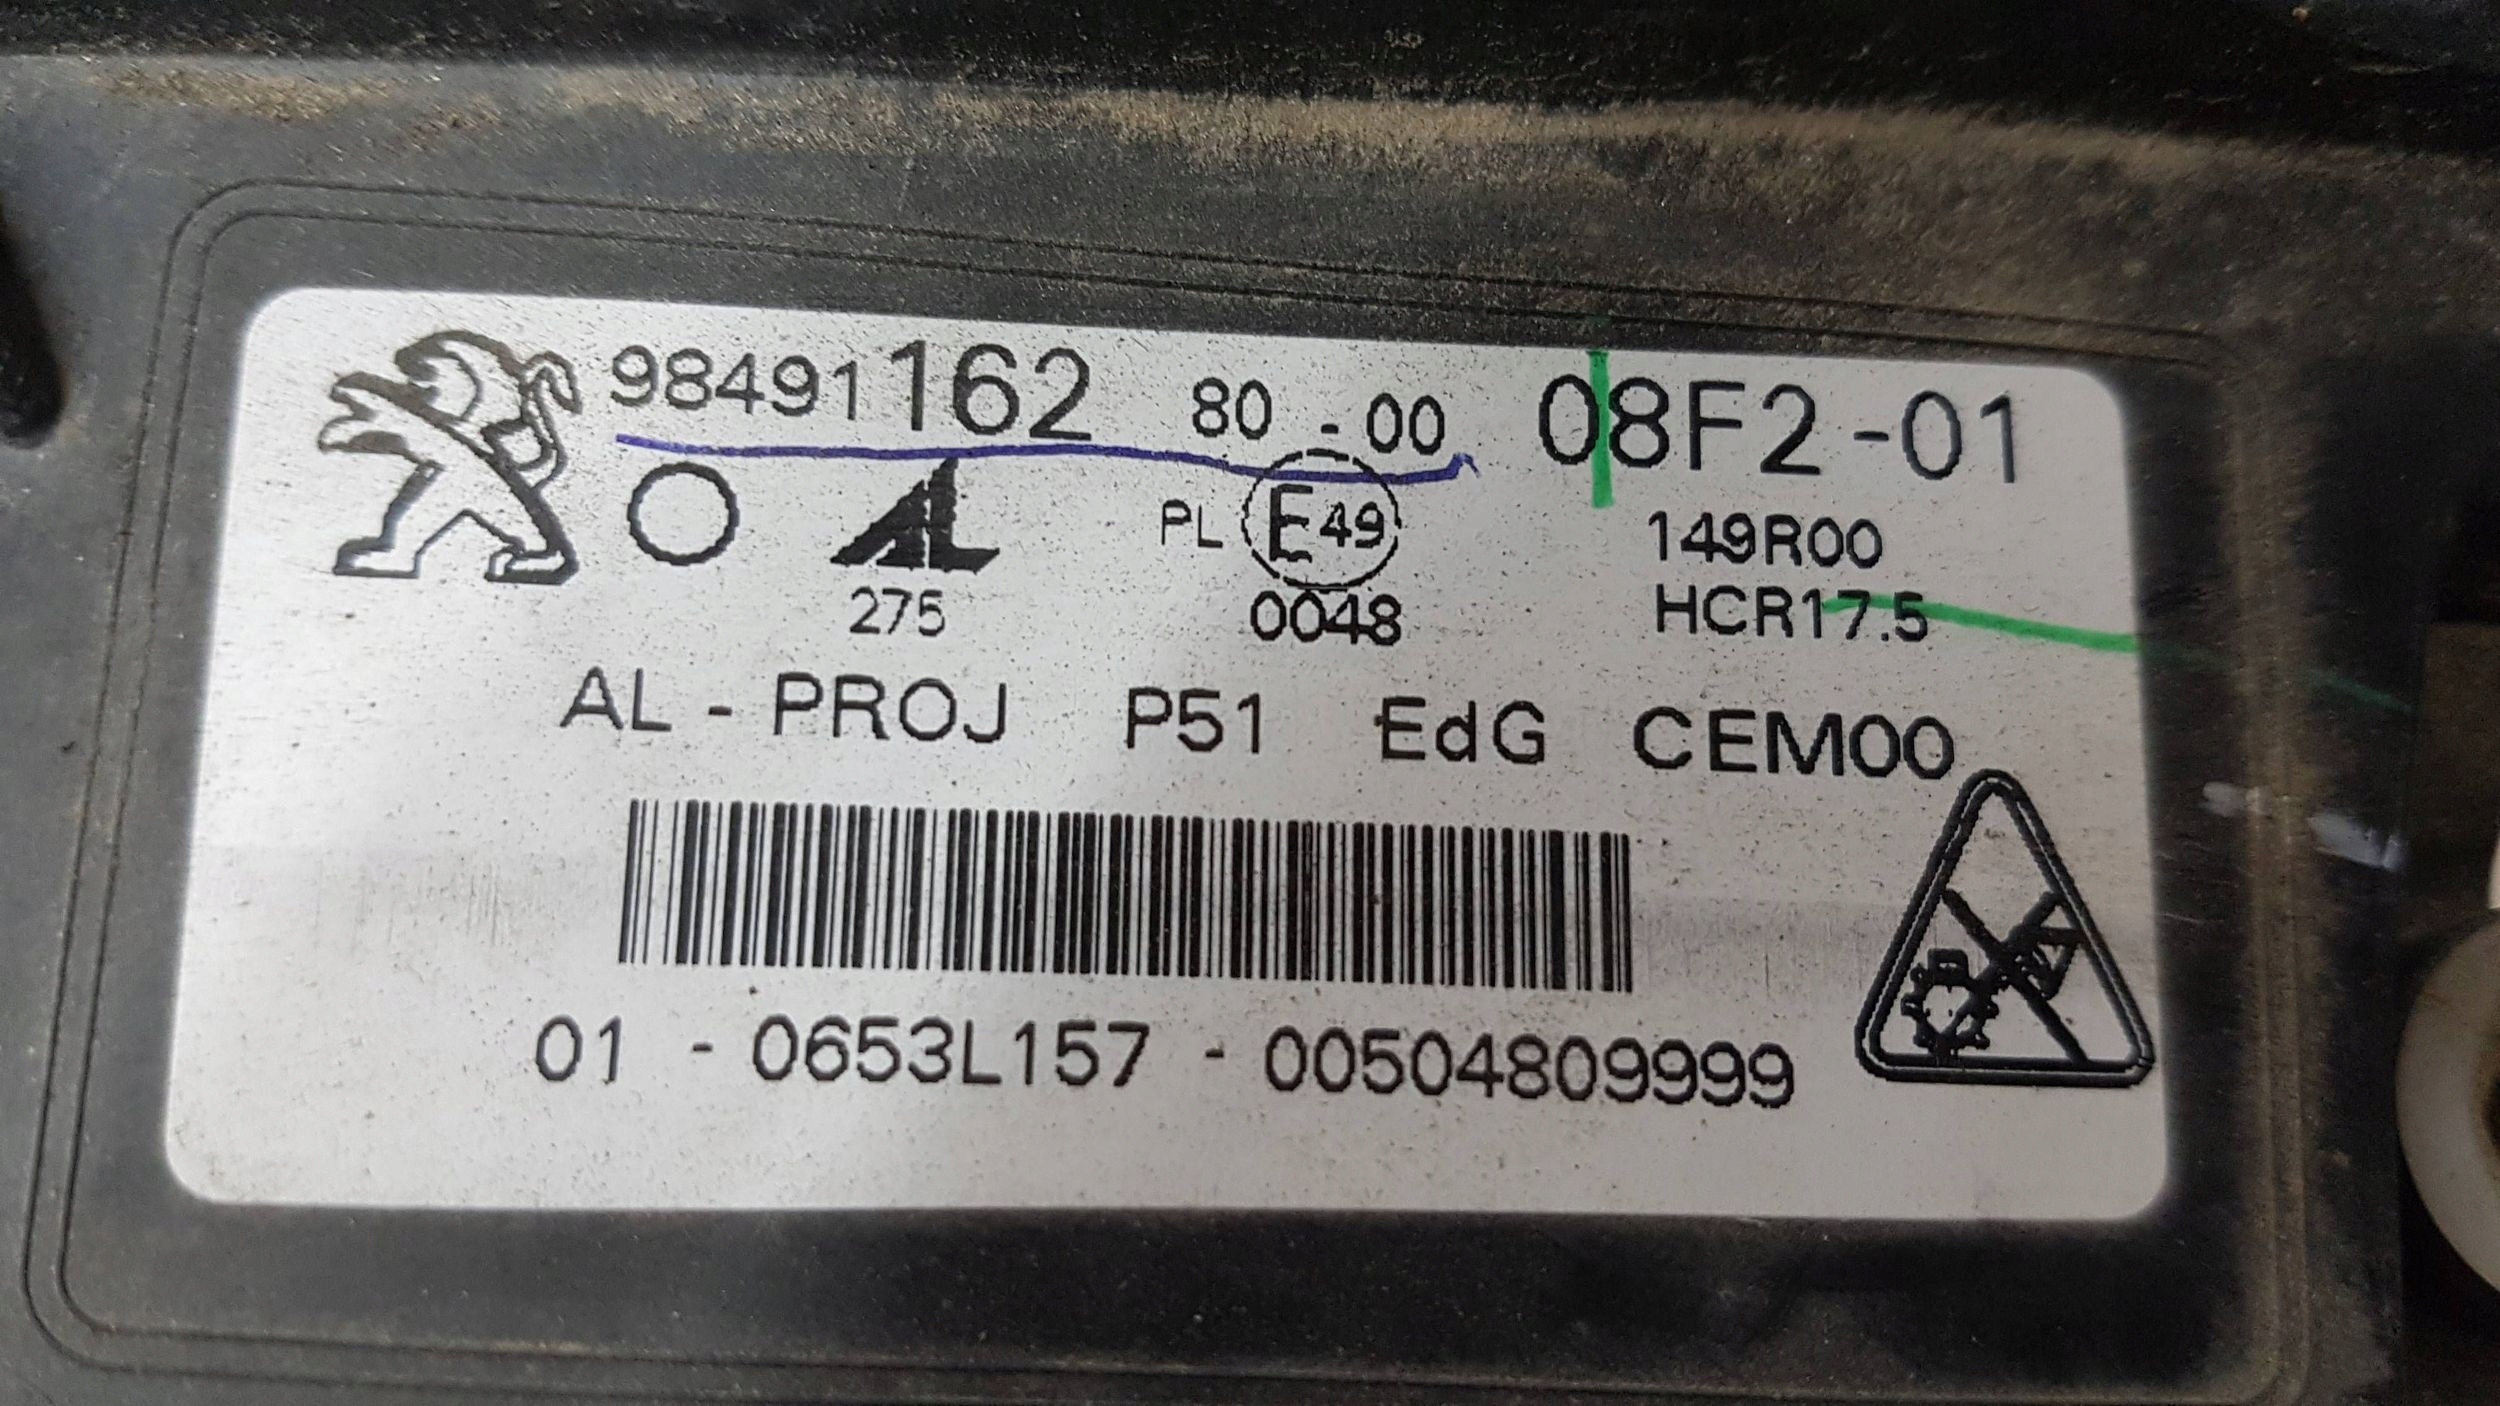 98491162 80 - 00 08F2-01
AL PL E49 149R00
275 0048 HCR17.5
AL - PROJ P51 EdG CEM00
01 - 0653L157 - 00504809999